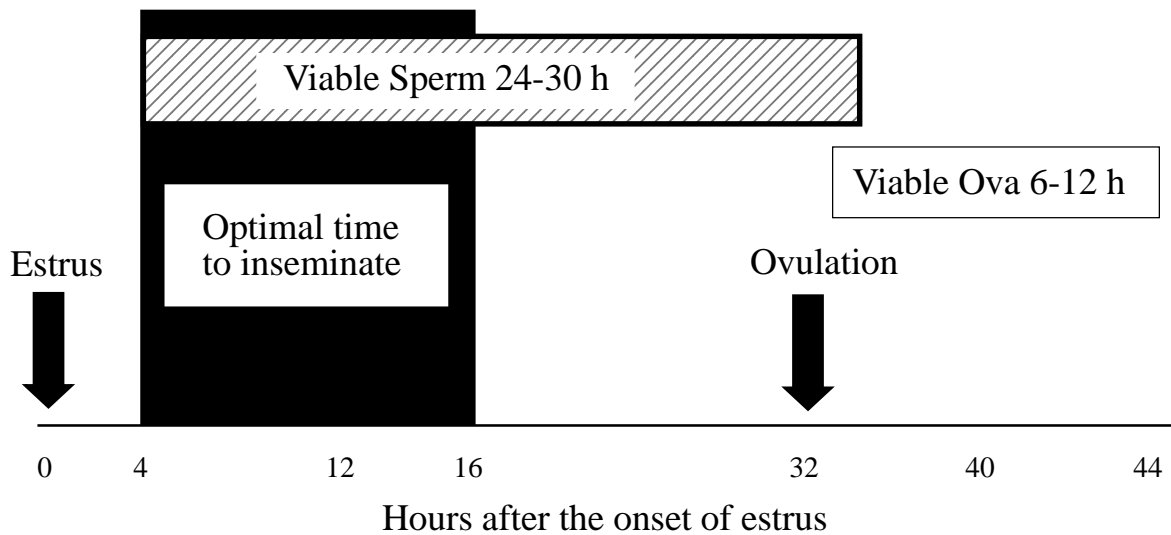 Viable Sperm 24-30 h
Viable Ova 6-12 h
Optimal time
to inseminate
Estrus
Ovulation
0 4 12 16 32 40 44
Hours after the onset of estrus